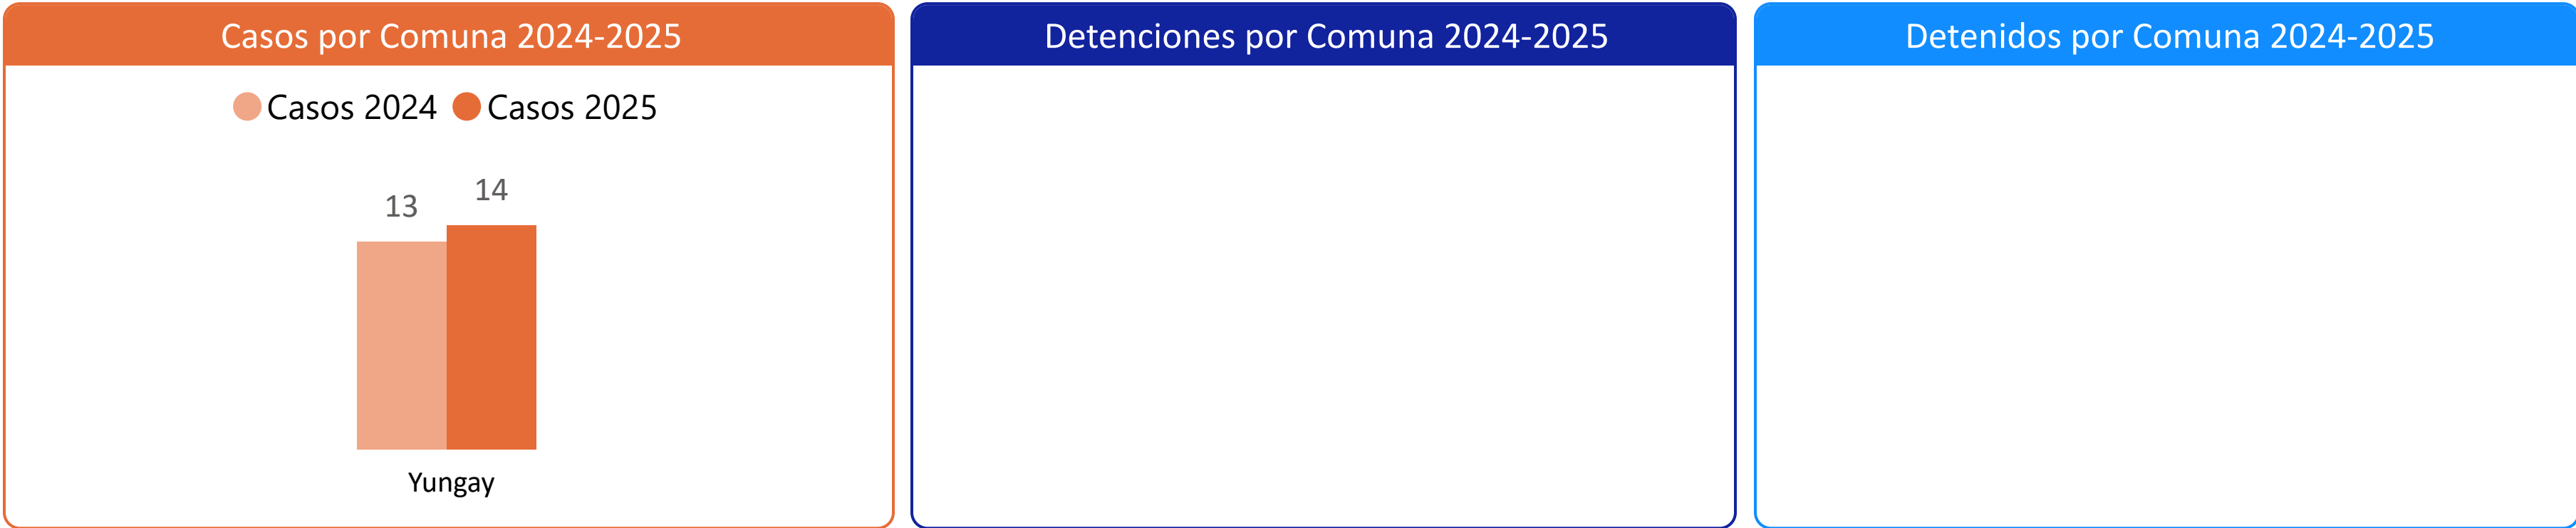 Casos por Comuna 2024-2025
Casos 2024 Casos 2025
13
14
Yungay
Detenciones por Comuna 2024-2025
Detenidos por Comuna 2024-2025